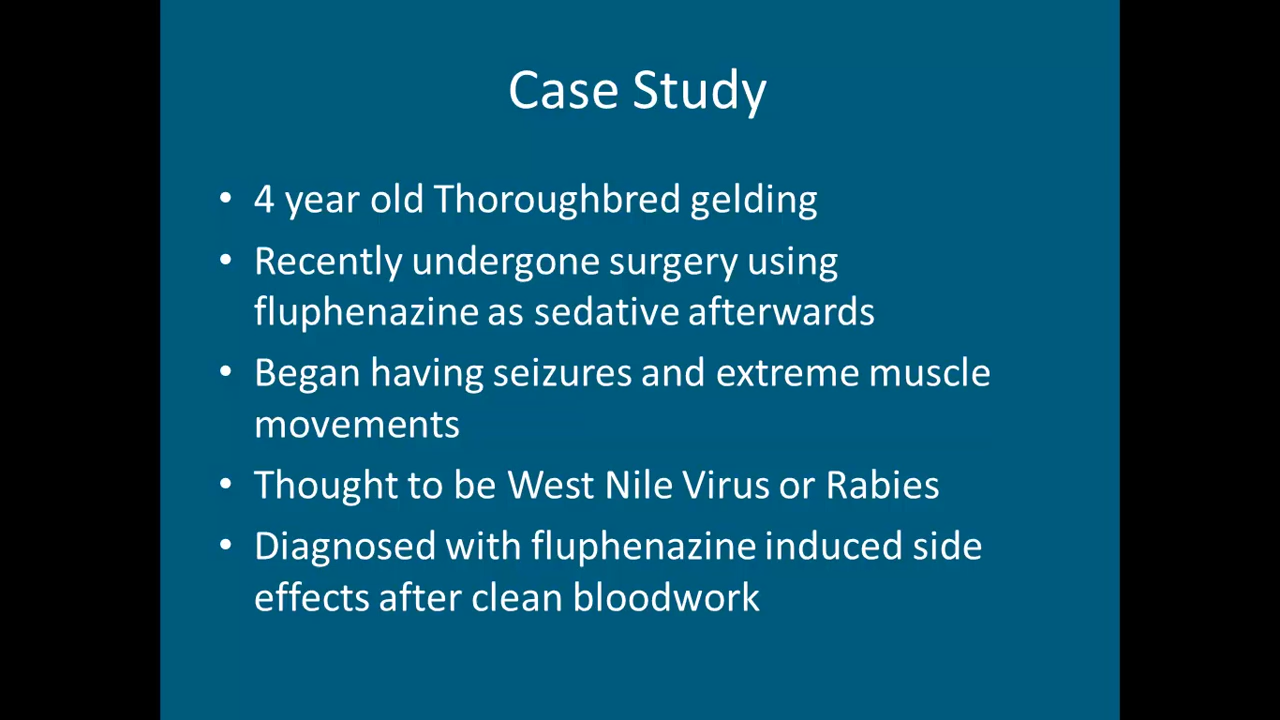 Case Study
• 4 year old Thoroughbred gelding
• Recently undergone surgery using
fluphenazine as sedative afterwards
• Began having seizures and extreme muscle
movements
• Thought to be West Nile Virus or Rabies
• Diagnosed with fluphenazine induced side
effects after clean bloodwork